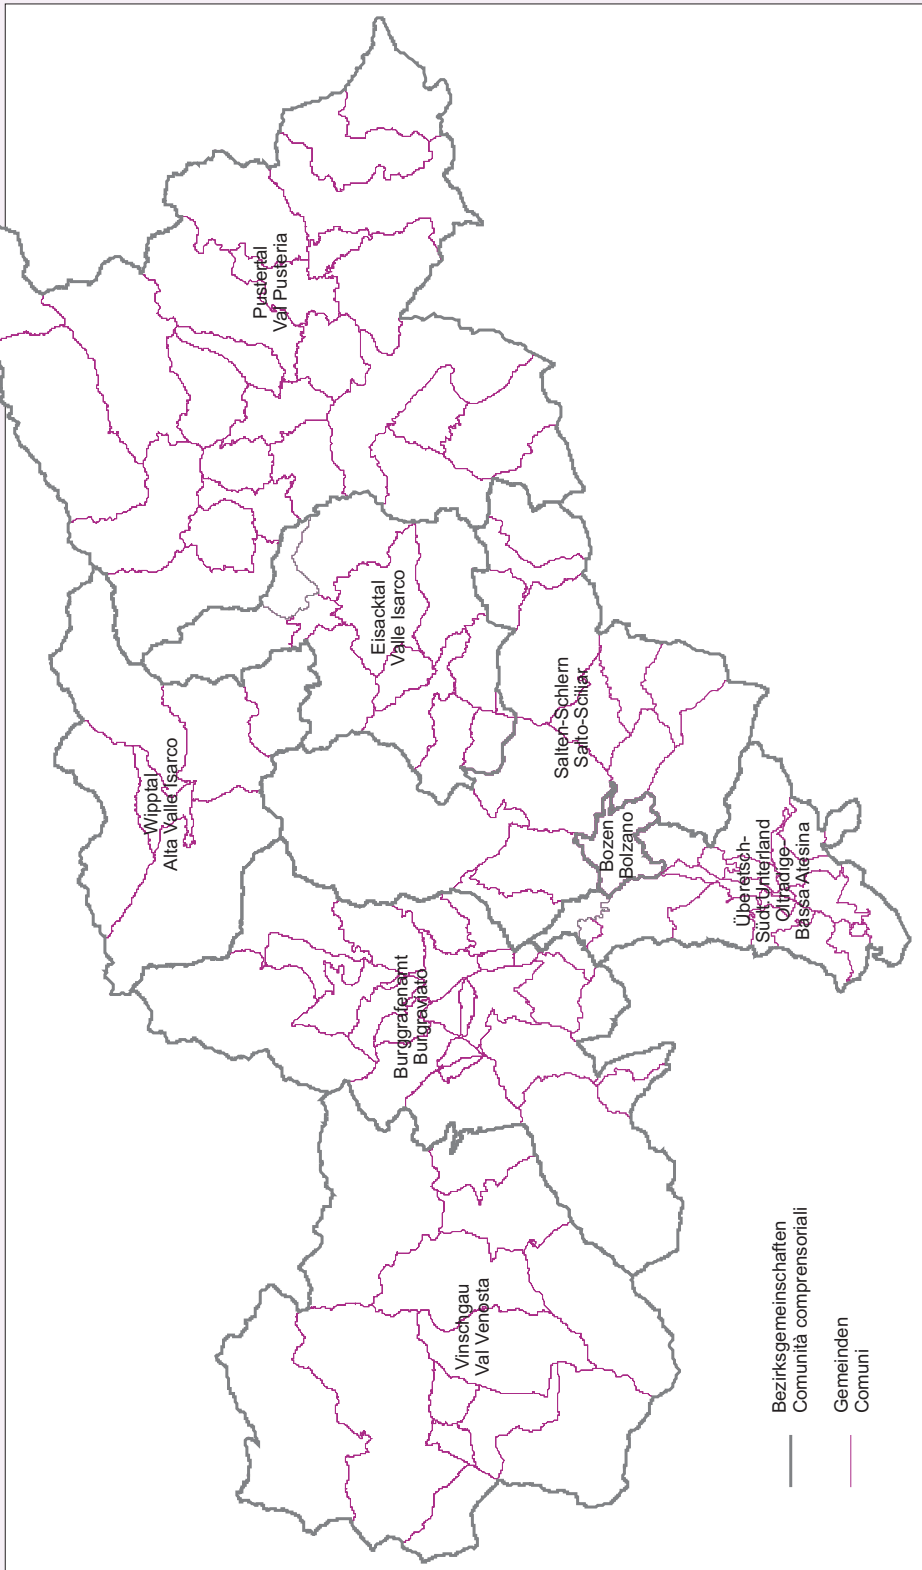 Vinschgau
Val Venosta
Burggrafenamt
Burgraviato
Wipptal
Alta Valle Isarco
Eisacktal
Valle Isarco
Pustertal
Val Pusteria
Salten-Schlern
Salto-Sciliar
Bozen
Bolzano
Überetsch-
Südt.Unterland
Oltradige-
Bassa Atesina
Bezirksgemeinschaften
Comunità comprensoriali
Gemeinden
Comuni